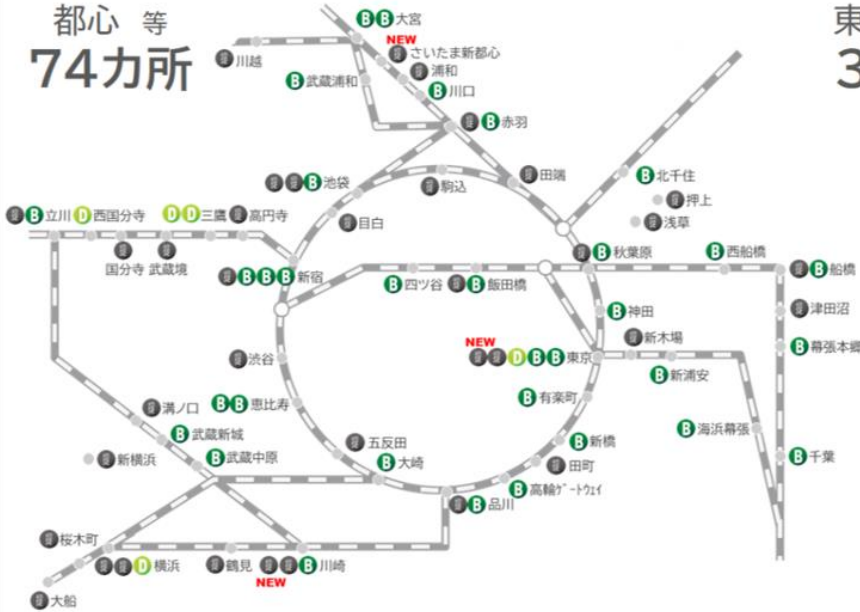 都心 等
74カ所
東
3
B B 大宮
NEW
さいたま新都心
川越
浦和
B 武蔵浦和
B 川口
B 赤羽
B 池袋
駒込
田端
B 北千住
押上
浅草
目白
B 立川
D 西国分寺
D D 三鷹
高円寺
国分寺
武蔵境
B B B 新宿
B 秋葉原
B 西船橋
B 船橋
B 四ツ谷
B 飯田橋
B 神田
津田沼
新木場
NEW
D B B 東京
B 幕張本郷
渋谷
B 新浦安
B 有楽町
溝ノ口
B B 恵比寿
B 武蔵新城
五反田
B 新橋
B 海浜幕張
新横浜
B 武蔵中原
B 大崎
田町
B 千葉
B 高輪ゲートウェイ
B 品川
桜木町
D 横浜
鶴見
B 川崎
NEW
大船